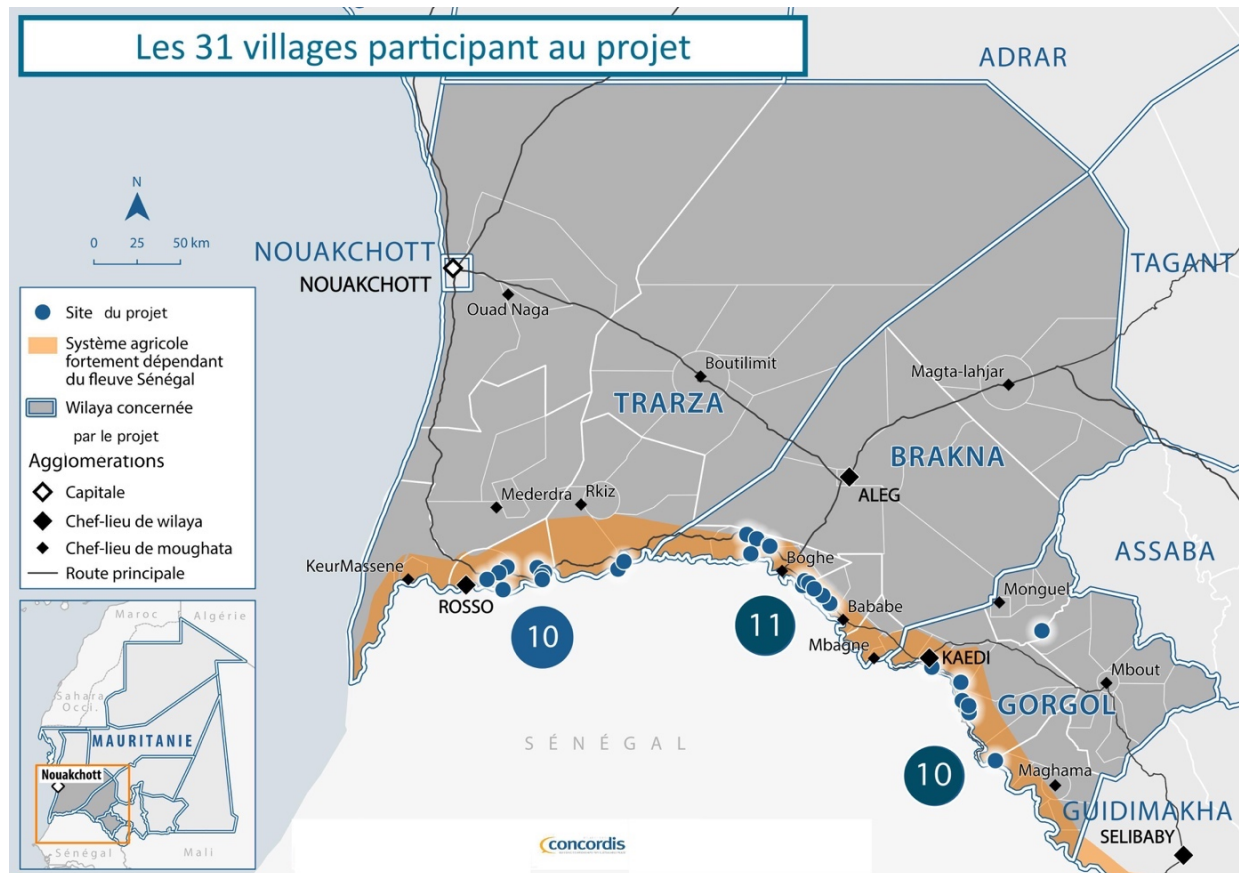 Les 31 villages participant au projet
ADRAR
N
0 25 50 km
NOUAKCHOTT
NOUAKCHOTT
TAGANT
Ouad Naga
Site du projet
Système agricole
fortement dépendant
du fleuve Sénégal
Wilaya concernée
par le projet
Agglomerations
Capitale
Chef-lieu de wilaya
Chef-lieu de moughata
Route principale
Boutilimit
Magta-lahjar
TRARZA
BRAKNA
ALEG
Mederdra
Rkiz
ASSABA
KeurMassene
ROSSO
Boghe
Monguel
10
11
Bababe
Mbagne
KAEDI
Mbout
GORGOL
SÉNÉGAL
10
Maghama
GUIDIMAKHA
SELIBABY
Maroc
Algérie
Sahara
Occi.
MAURITANIE
Nouakchott
Sénégal
Mali
concordis